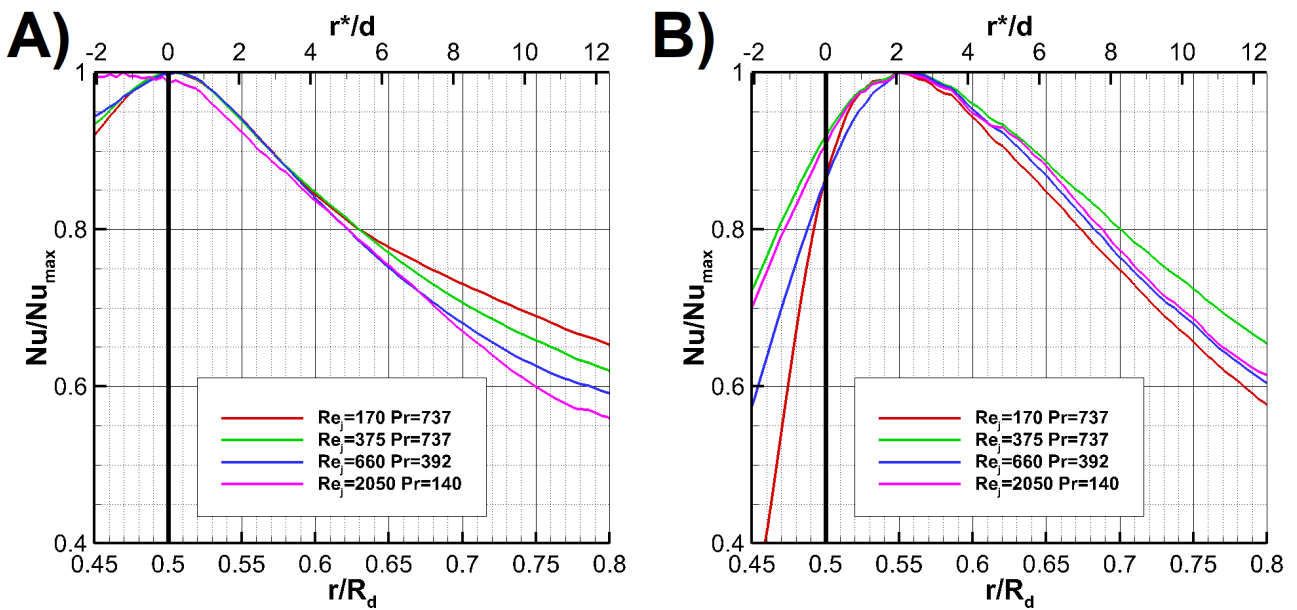 A)
r*/d
-2 0 2 4 6 8 10 12
Nu/Nu_max
1
0.8
0.6
0.4
Re_j=170 Pr=737
Re_j=375 Pr=737
Re_j=660 Pr=392
Re_j=2050 Pr=140
0.45 0.5 0.55 0.6 0.65 0.7 0.75 0.8
r/R_d
B)
r*/d
-2 0 2 4 6 8 10 12
Nu/Nu_max
1
0.8
0.6
0.4
Re_j=170 Pr=737
Re_j=375 Pr=737
Re_j=660 Pr=392
Re_j=2050 Pr=140
0.45 0.5 0.55 0.6 0.65 0.7 0.75 0.8
r/R_d